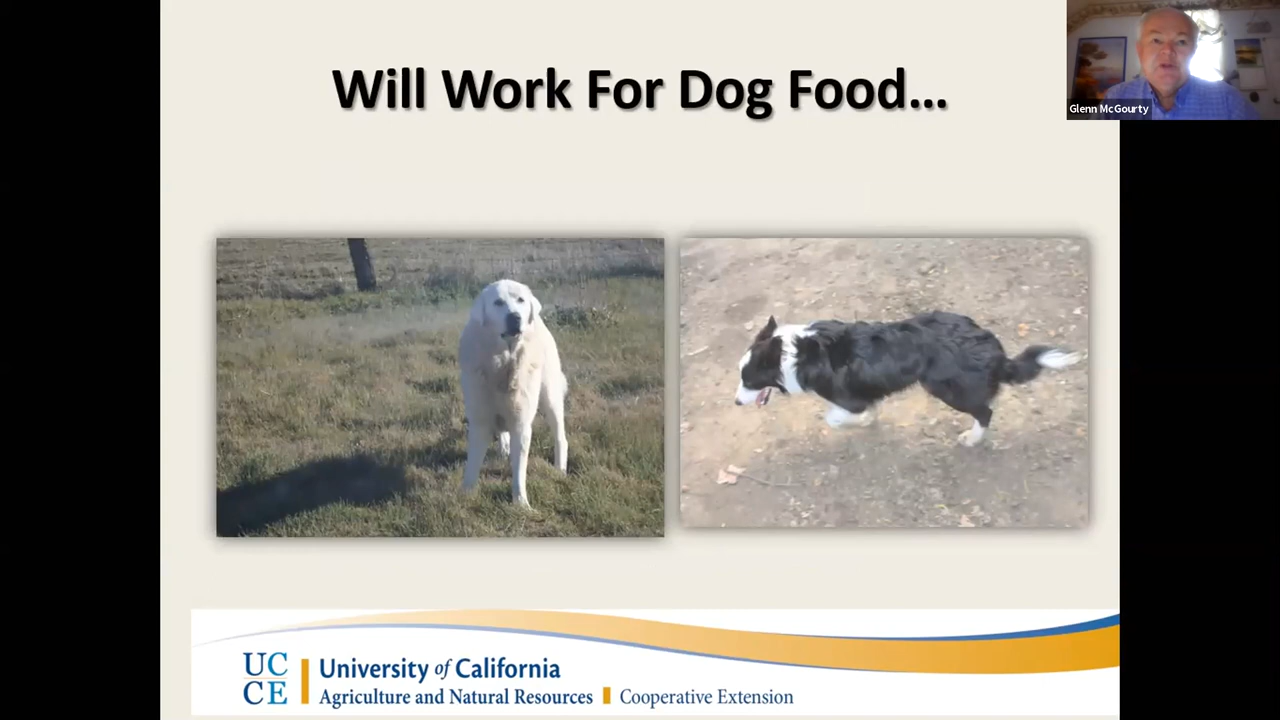 Will Work For Dog Food...
Glenn McGourty
UC
CE
University of California
Agriculture and Natural Resources
Cooperative Extension